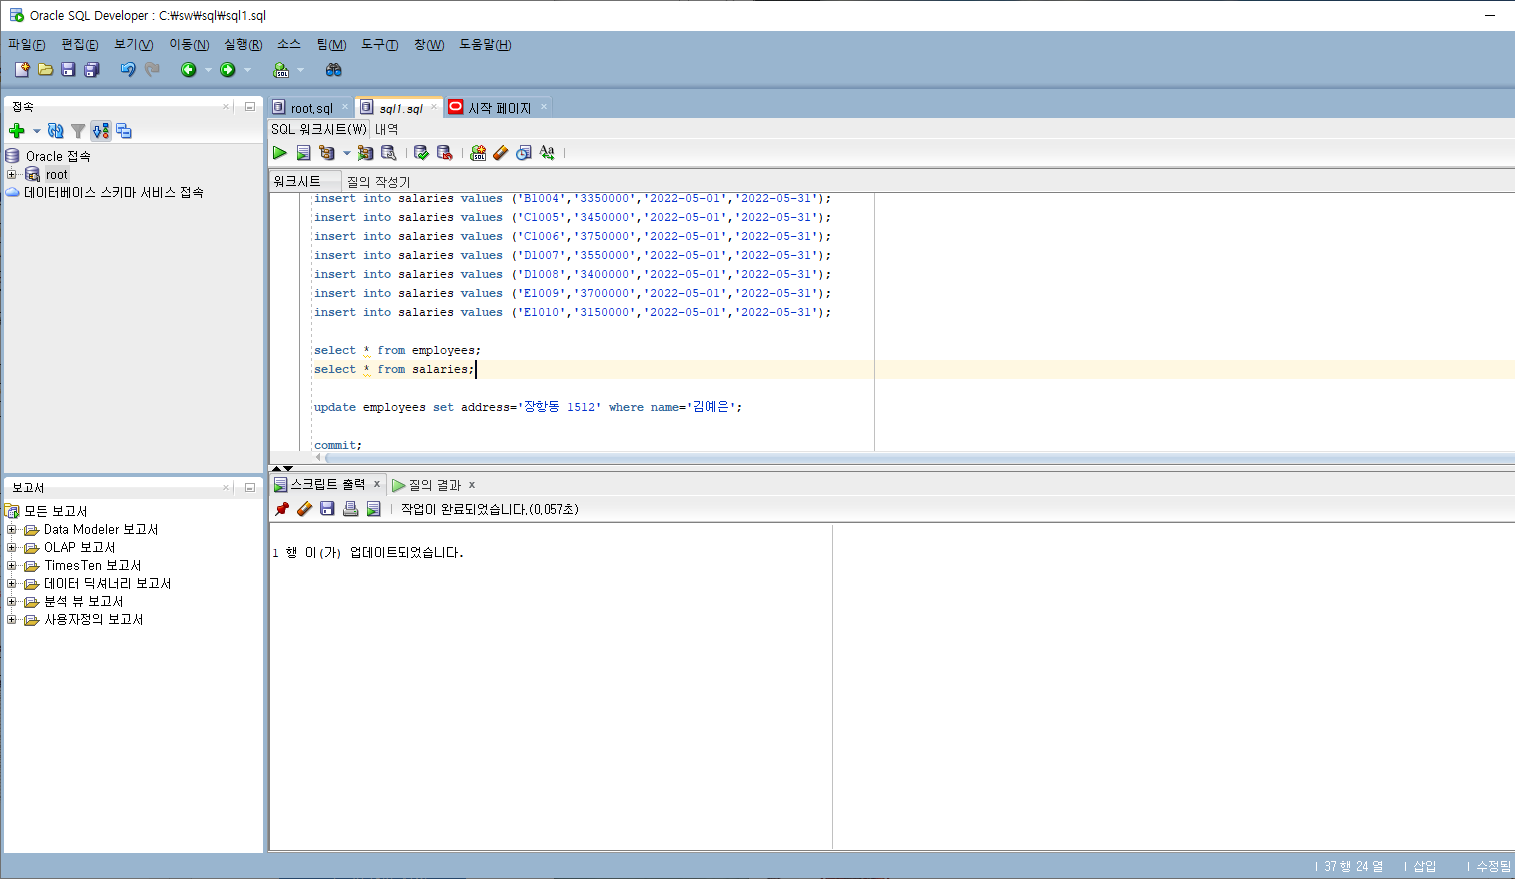 Oracle SQL Developer : C:₩sw₩sql₩sql1.sql
파일(F) 편집(E) 보기(V) 이동(N) 실행(R) 소스 팀(M) 도구(T) 창(W) 도움말(H)
접속
Oracle 접속
root
데이터베이스 스키마 서비스 접속
root.sql sql1.sql 시작 페이지
SQL 워크시트(W) 내역
워크시트 질의 작성기
insert into salaries values ('B1004','3350000','2022-05-01','2022-05-31');
insert into salaries values ('C1005','3450000','2022-05-01','2022-05-31');
insert into salaries values ('C1006','3750000','2022-05-01','2022-05-31');
insert into salaries values ('D1007','3550000','2022-05-01','2022-05-31');
insert into salaries values ('D1008','3400000','2022-05-01','2022-05-31');
insert into salaries values ('E1009','3700000','2022-05-01','2022-05-31');
insert into salaries values ('E1010','3150000','2022-05-01','2022-05-31');
select * from employees;
select * from salaries;
update employees set address='장항동 1512' where name='김예은';
commit;
보고서
모든 보고서
Data Modeler 보고서
OLAP 보고서
TimesTen 보고서
데이터 딕셔너리 보고서
분석 뷰 보고서
사용자정의 보고서
스크립트 출력 x 질의 결과 x
작업이 완료되었습니다.(0.057초)
1 행 이(가) 업데이트되었습니다.
37 행 24 열 삽입 수정됨